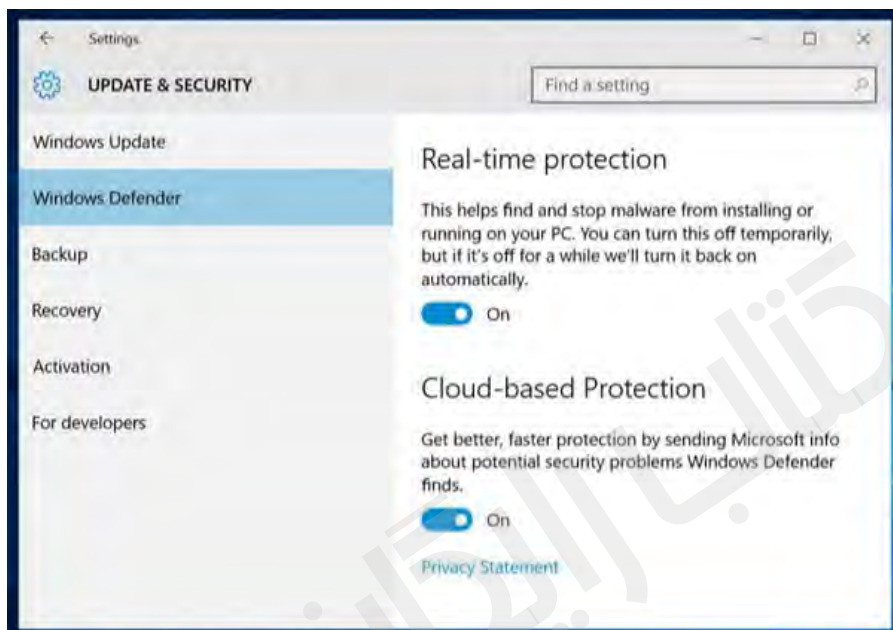 Settings
UPDATE & SECURITY
Find a setting
Windows Update
Windows Defender
Backup
Recovery
Activation
For developers
Real-time protection
This helps find and stop malware from installing or
running on your PC. You can turn this off temporarily,
but if it's off for a while we'll turn it back on
automatically.
On
Cloud-based Protection
Get better, faster protection by sending Microsoft info
about potential security problems Windows Defender
finds.
On
Privacy Statement